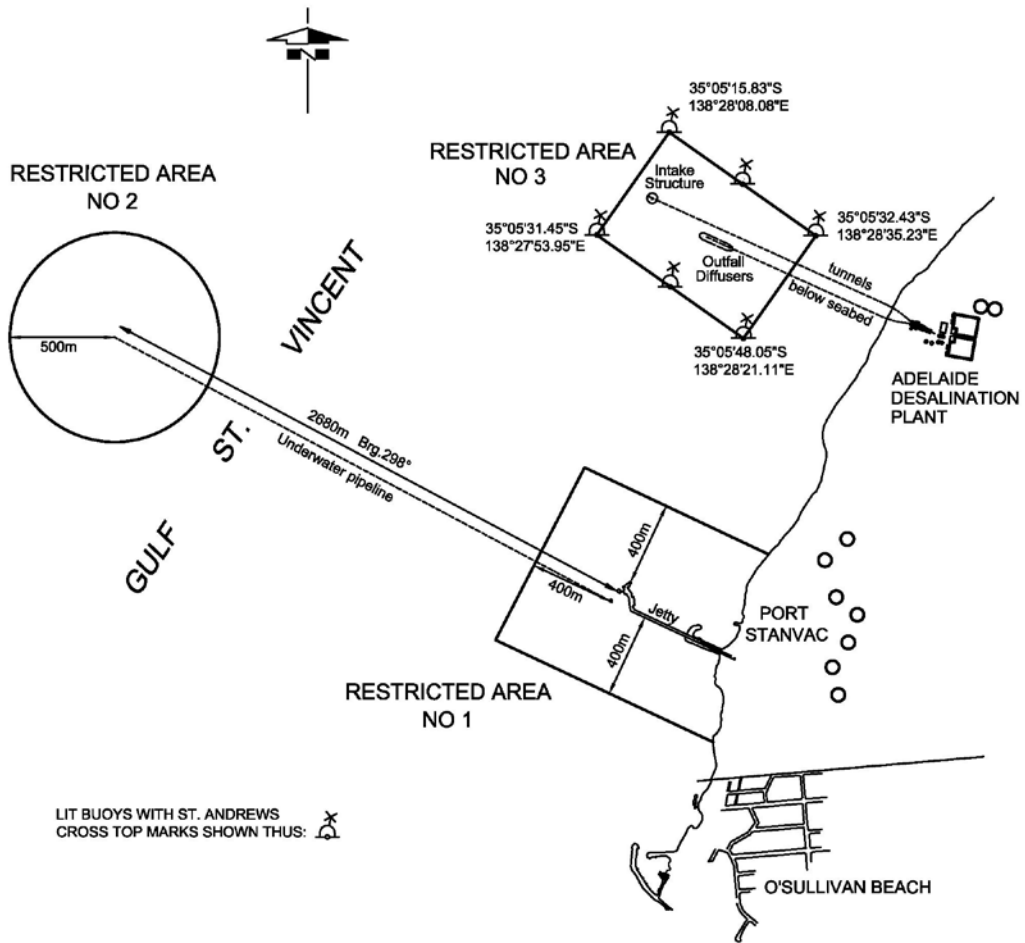 N
35°05'15.83"S
138°28'08.08"E
RESTRICTED AREA
NO 3
RESTRICTED AREA
NO 2
Intake
Structure
35°05'31.45"S
138°27'53.95"E
35°05'32.43"S
138°28'35.23"E
Outfall
Diffusers
tunnels
below seabed
35°05'48.05"S
138°28'21.11"E
ADELAIDE
DESALINATION
PLANT
500m
GULF ST. VINCENT
2680m Brg.298°
Underwater pipeline
400m
400m
400m
Jetty
PORT
STANVAC
RESTRICTED AREA
NO 1
LIT BUOYS WITH ST. ANDREWS
CROSS TOP MARKS SHOWN THUS:
O'SULLIVAN BEACH